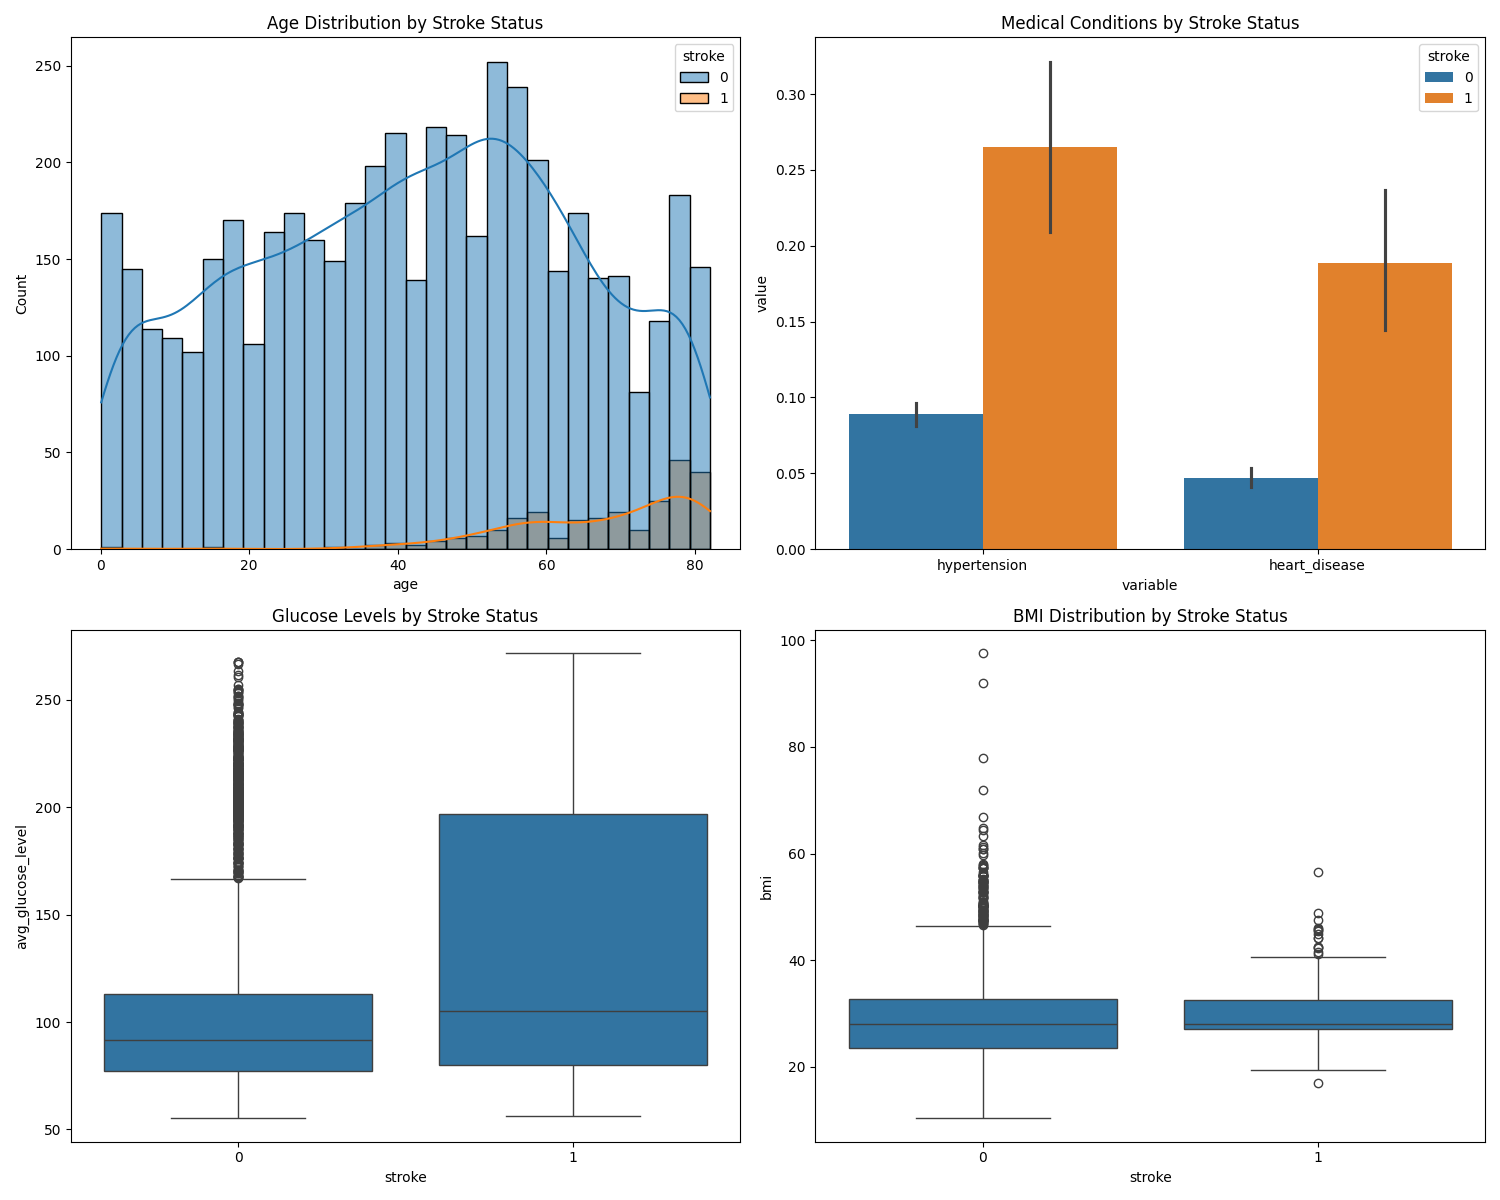 Age Distribution by Stroke Status
250
200
150
100
50
0
Count
0 20 40 60 80
age
stroke
0
1
Medical Conditions by Stroke Status
0.30
0.25
0.20
0.15
0.10
0.05
0.00
value
hypertension heart_disease
variable
stroke
0
1
Glucose Levels by Stroke Status
250
200
150
100
50
avg_glucose_level
0 1
stroke
BMI Distribution by Stroke Status
100
80
60
40
20
bmi
0 1
stroke